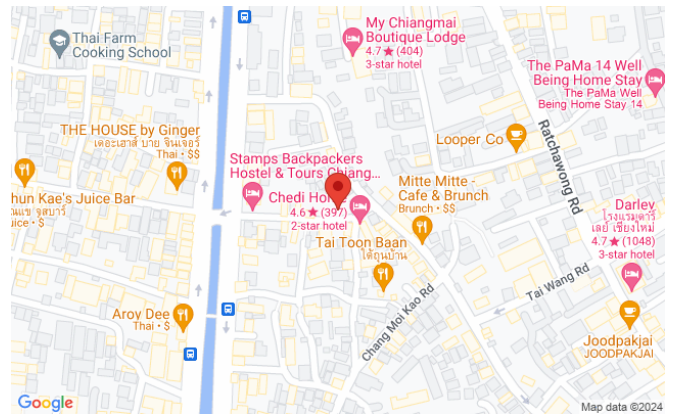 My Chiangmai
Boutique Lodge
4.7★ (404)
3-star hotel
Thai Farm
Cooking School
The PaMa 14 Well
Being Home Stay
The PaMa Well
Being Home Stay 14
THE HOUSE by Ginger
เดอะเฮาส์ บาย จินเจอร์
Thai • $$
Looper Co
Ratchawong Rd
Stamps Backpackers
Hostel & Tours Chiang...
hun Kae's Juice Bar
uice • $
Chedi Ho
4.6★ (397)
2-star hotel
Mitte Mitte -
Cafe & Brunch
Brunch • $$
Darley
โรงแรมดาร์
เลย์ เชียงใหม่
4.7★ (1048)
3-star hotel
Tai Toon Baan
ใต้ถุนบ้าน
Tai Wang Rd
Chang Moi Kao Rd
Aroy Dee
Thai • $
Joodpakjai
JOODPAKJAI
Google
Map data ©2024